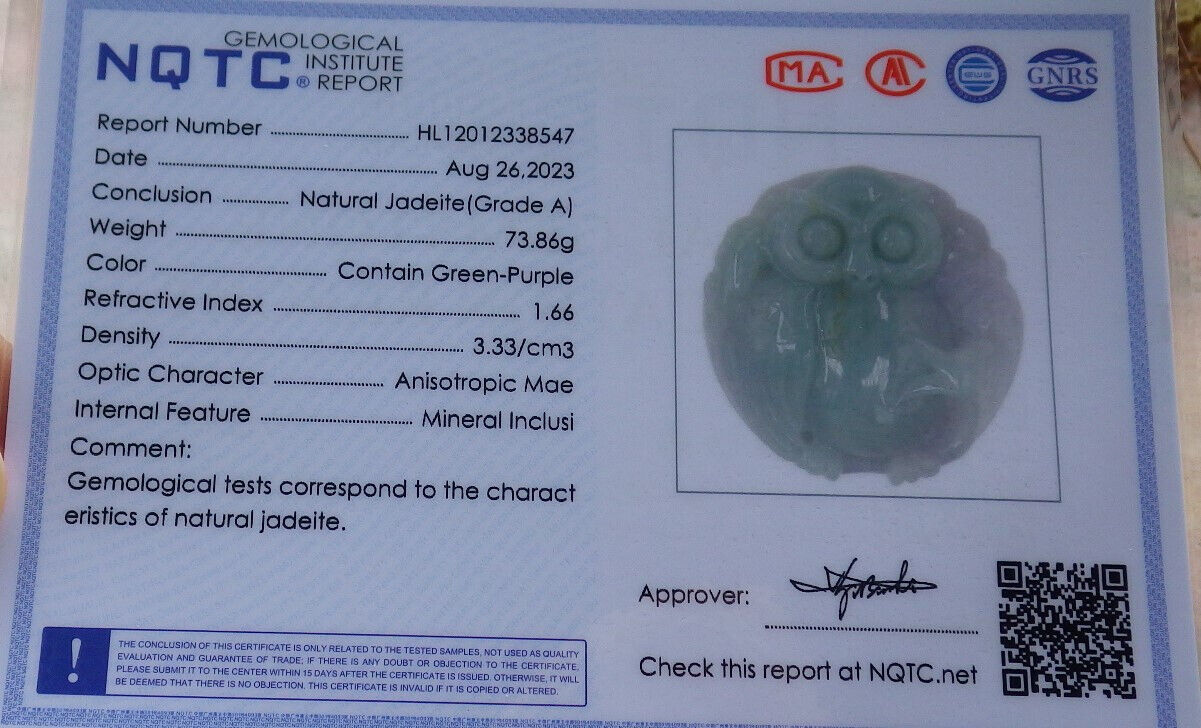 NQTC® GEMOLOGICAL
INSTITUTE
REPORT
MA
GNRS
Report Number HL12012338547
Date Aug 26,2023
Conclusion Natural Jadeite(Grade A)
Weight 73.86g
Color Contain Green-Purple
Refractive Index 1.66
Density 3.33/cm3
Optic Character Anisotropic Mae
Internal Feature Mineral Inclusi
Comment:
Gemological tests correspond to the charact
eristics of natural jadeite.
Approver:
Check this report at NQTC.net
!
THE CONCLUSION OF THIS CERTIFICATE IS ONLY RELATED TO THE TESTED SAMPLES, NOT USED AS QUALITY
EVALUATION AND GUARANTEE OF TRADE; IF THERE IS ANY DOUBT OR OBJECTION TO THE CERTIFICATE,
PLEASE SUBMIT IT TO THE CENTER WITHIN 15 DAYS AFTER THE CERTIFICATE IS ISSUED. OTHERWISE, IT WILL
BE DEEMED THAT THERE IS NO OBJECTION. THIS CERTIFICATE IS INVALID IF IT IS COPIED OR ALTERED.